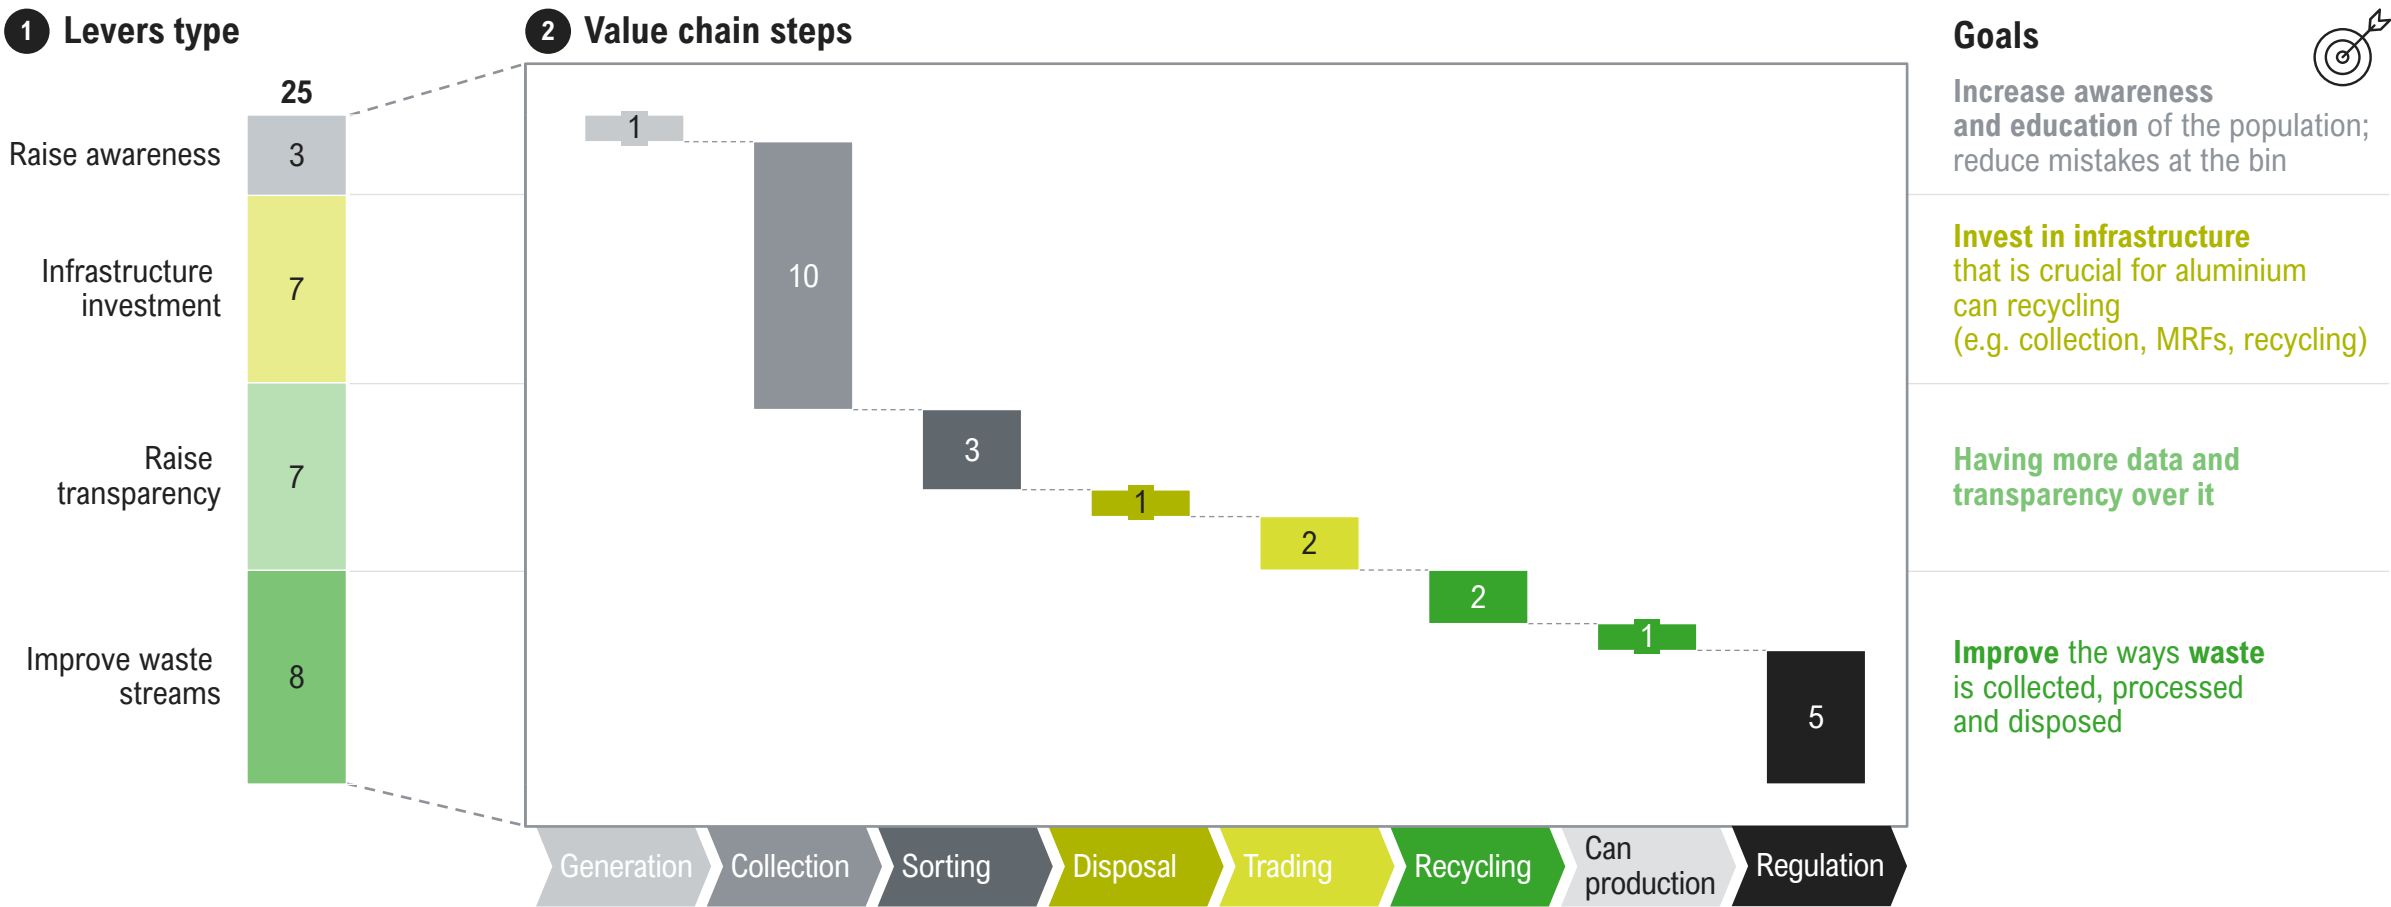 1 Levers type
25
Raise awareness
3
Infrastructure
investment
7
Raise
transparency
7
Improve waste
streams
8
2 Value chain steps
1
10
3
1
2
2
1
5
Generation
Collection
Sorting
Disposal
Trading
Recycling
Can
production
Regulation
Goals
Increase awareness
and education of the population;
reduce mistakes at the bin
Invest in infrastructure
that is crucial for aluminium
can recycling
(e.g. collection, MRFs, recycling)
Having more data and
transparency over it
Improve the ways waste
is collected, processed
and disposed